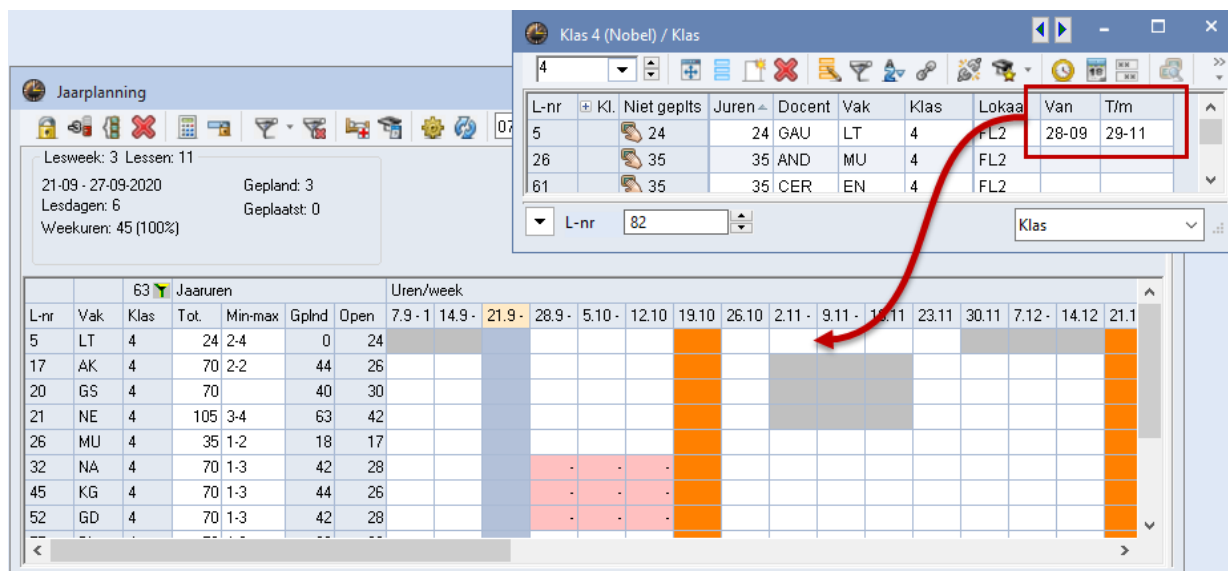 Klas 4 (Nobel) / Klas
4
L-nr Kl. Niet geplts Juren Docent Vak Klas Lokaa Van T/m
5 24 24 GAU LT 4 FL2 28-09 29-11
26 35 35 AND MU 4 FL2
61 35 35 CER EN 4 FL2
L-nr 82 Klas
Jaarplanning
07
Lesweek: 3 Lessen: 11
21-09 - 27-09-2020 Gepland: 3
Lesdagen: 6 Geplaatst: 0
Weekuren: 45 (100%)
63 Jaaruren Uren/week
L-nr Vak Klas Tot. Min-max Gplnd Open 7.9 - 1 14.9 - 21.9 - 28.9 - 5.10 - 12.10 19.10 26.10 2.11 - 9.11 - 16.11 23.11 30.11 7.12 - 14.12 21.1
5 LT 4 24 2-4 0 24
17 AK 4 70 2-2 44 26
20 GS 4 70 40 30
21 NE 4 105 3-4 63 42
26 MU 4 35 1-2 18 17
32 NA 4 70 1-3 42 28 - - -
45 KG 4 70 1-3 44 26 - - -
52 GD 4 70 1-3 42 28 - - -